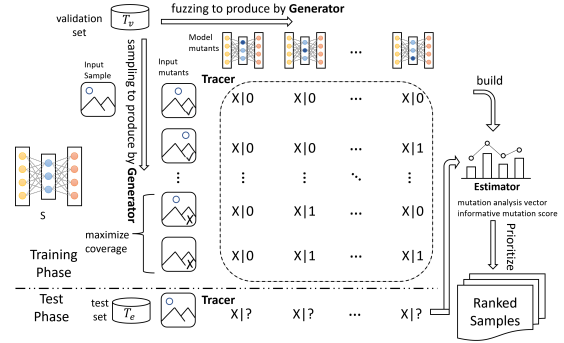 validation
set
T_v
fuzzing to produce by Generator
sampling to produce by Generator
Input
Sample
Input
mutants
Model
mutants
...
Tracer
X|0 X|0 ... X|0
X|0 X|0 ... X|1
X|0 X|1 ... X|0
X|0 X|1 ... X|1
S
maximize
coverage
Training
Phase
build
Estimator
mutation analysis vector
informative mutation score
Prioritize
Ranked
Samples
Test
Phase
test
set
T_e
Tracer
X|? X|? ... X|?